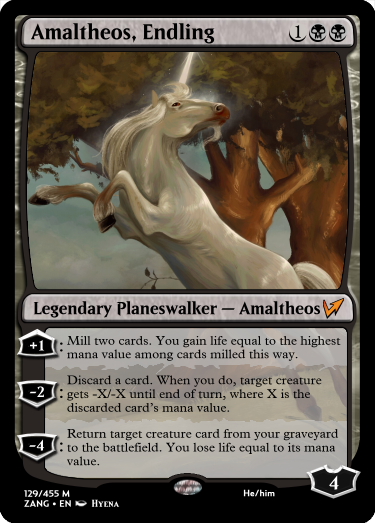 Amaltheos, Endling 1
Legendary Planeswalker — Amaltheos
+1: Mill two cards. You gain life equal to the highest
mana value among cards milled this way.
-2: Discard a card. When you do, target creature
gets -X/-X until end of turn, where X is the
discarded card's mana value.
-4: Return target creature card from your graveyard
to the battlefield. You lose life equal to its mana
value.
4
129/455 M He/him
ZANG • EN Hyena